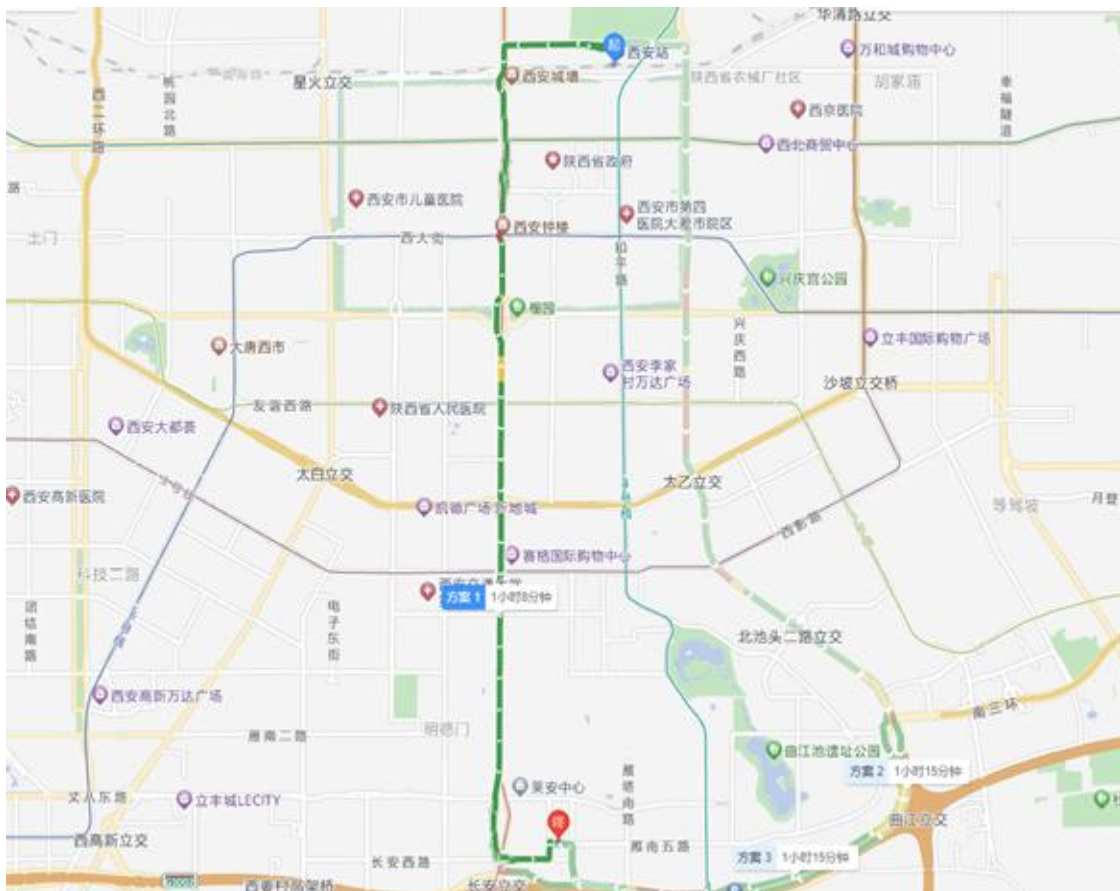 华清路立交
起
西安站
万和城购物中心
星火立交
西安城墙
陕西省农械厂社区
胡家庙
西二环路
桃园北路
幸福隧道
西京医院
西北商贸中心
陕西省政府
路
西安市儿童医院
西安市第四
医院大差市院区
西安钟楼
土门
西大街
和平路
兴庆宫公园
榴园
兴庆西路
大唐西市
立丰国际购物广场
西安李家
村万达广场
沙坡立交桥
友谊西路
陕西省人民医院
西安大都荟
太白立交
太乙立交
西安高新医院
凯德广场·新地城
等驾坡
月登
西影路
赛格国际购物中心
科技二路
方案 1
1小时8分钟
团结南路
电子东街
北池头二路立交
西安高新万达广场
明德门
南三环
雁南二路
曲江池遗址公园
方案 2
1小时15分钟
莱安中心
雁塔南路
丈八东路
立丰城LECITY
终
曲江立交
西高新立交
雁南五路
长安西路
方案 3
1小时15分钟
长安立交